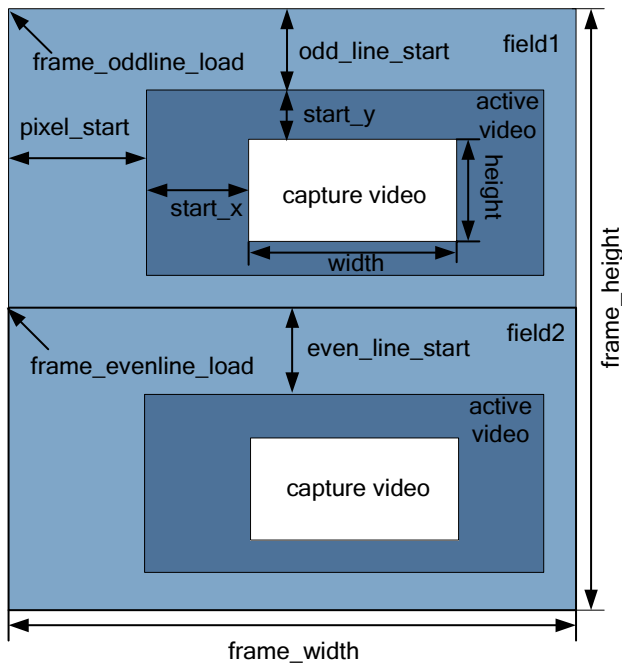 field1
frame_oddline_load
odd_line_start
active
video
pixel_start
start_y
capture video
height
start_x
width
frame_height
field2
frame_evenline_load
even_line_start
active
video
capture video
frame_width